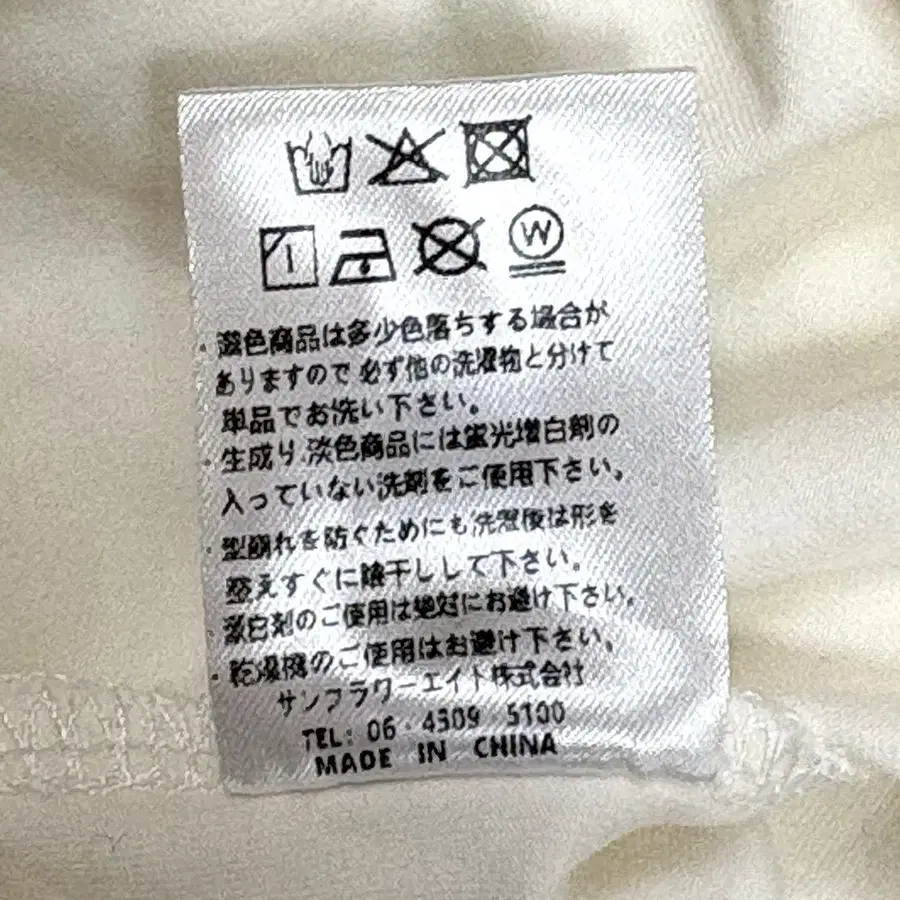 W
・濃色商品は多少色落ちする場合が
ありますので必ず他の洗濯物と分けて
単品でお洗い下さい。
・生成り、淡色商品には蛍光増白剤の
入っていない洗剤をご使用下さい。
・型崩れを防ぐためにも洗濯後は形を
整えすぐに陰干しして下さい。
・漂白剤のご使用は絶対にお避け下さい。
・乾燥機のご使用はお避け下さい。
サンフラワーエイト株式会社
TEL: 06-4309-5100
MADE IN CHINA